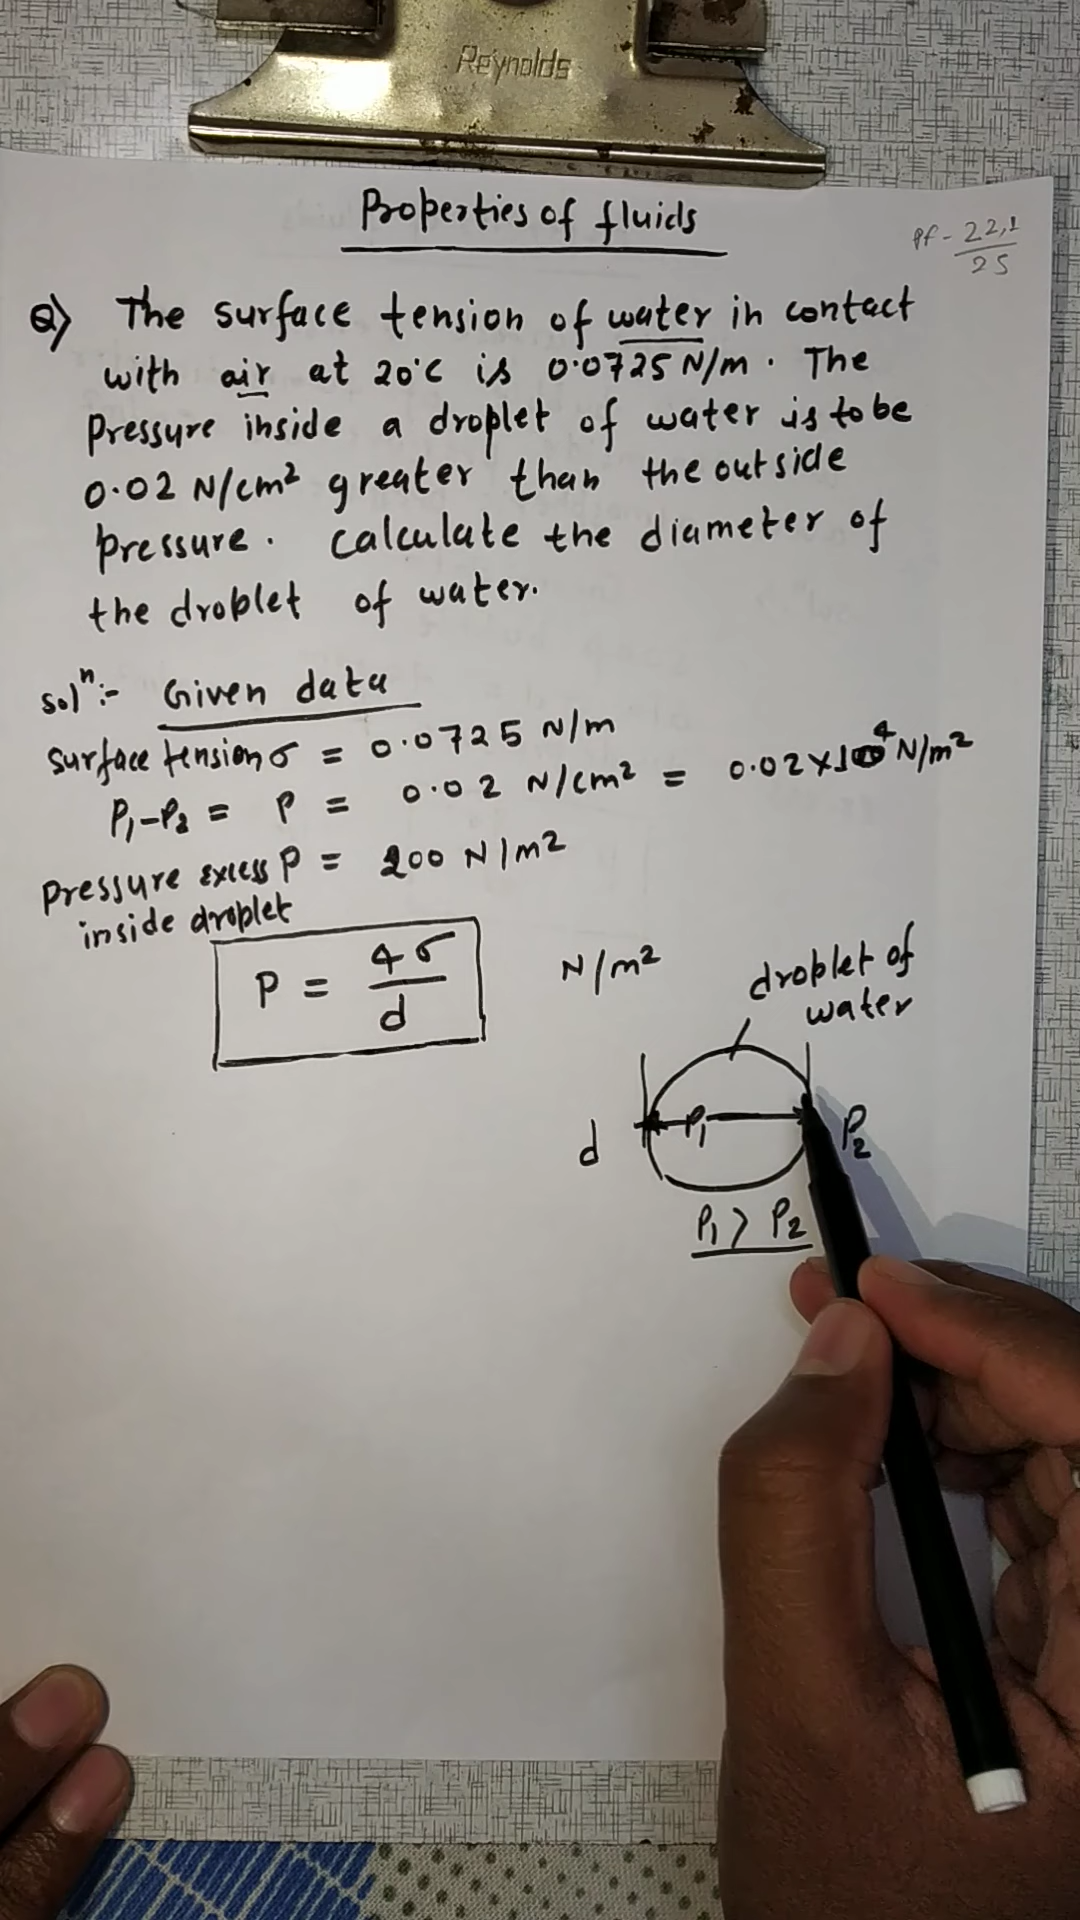 Reynolds
Properties of fluids
Pf - 22,1
25
Q) The surface tension of water in contact
with air at 20°C is 0.0725 N/m. The
pressure inside a droplet of water is to be
0.02 N/cm² greater than the outside
pressure. calculate the diameter of
the droplet of water.
solⁿ:- Given data
surface tension σ = 0.0725 N/m
P₁-P₂ = P = 0.02 N/cm² = 0.02×10⁴ N/m²
pressure excess P = 200 N/m²
inside droplet
P = 4σ/d N/m²
droplet of
water
d P₁ P₂
P₁ > P₂